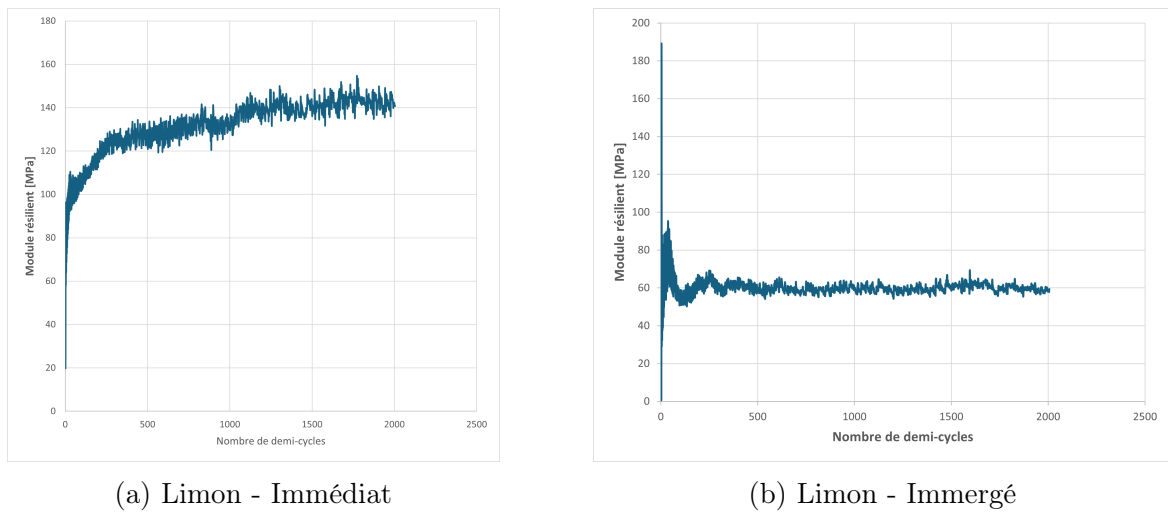 180
160
140
120
100
80
60
40
20
0
Module résilient [MPa]
0 500 1000 1500 2000 2500
Nombre de demi-cycles
(a) Limon - Immédiat
200
180
160
140
120
100
80
60
40
20
0
Module résilient [MPa]
0 500 1000 1500 2000 2500
Nombre de demi-cycles
(b) Limon - Immergé